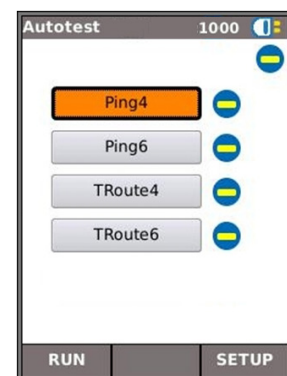 Autotest 1000
Ping4
Ping6
TRoute4
TRoute6
RUN SETUP